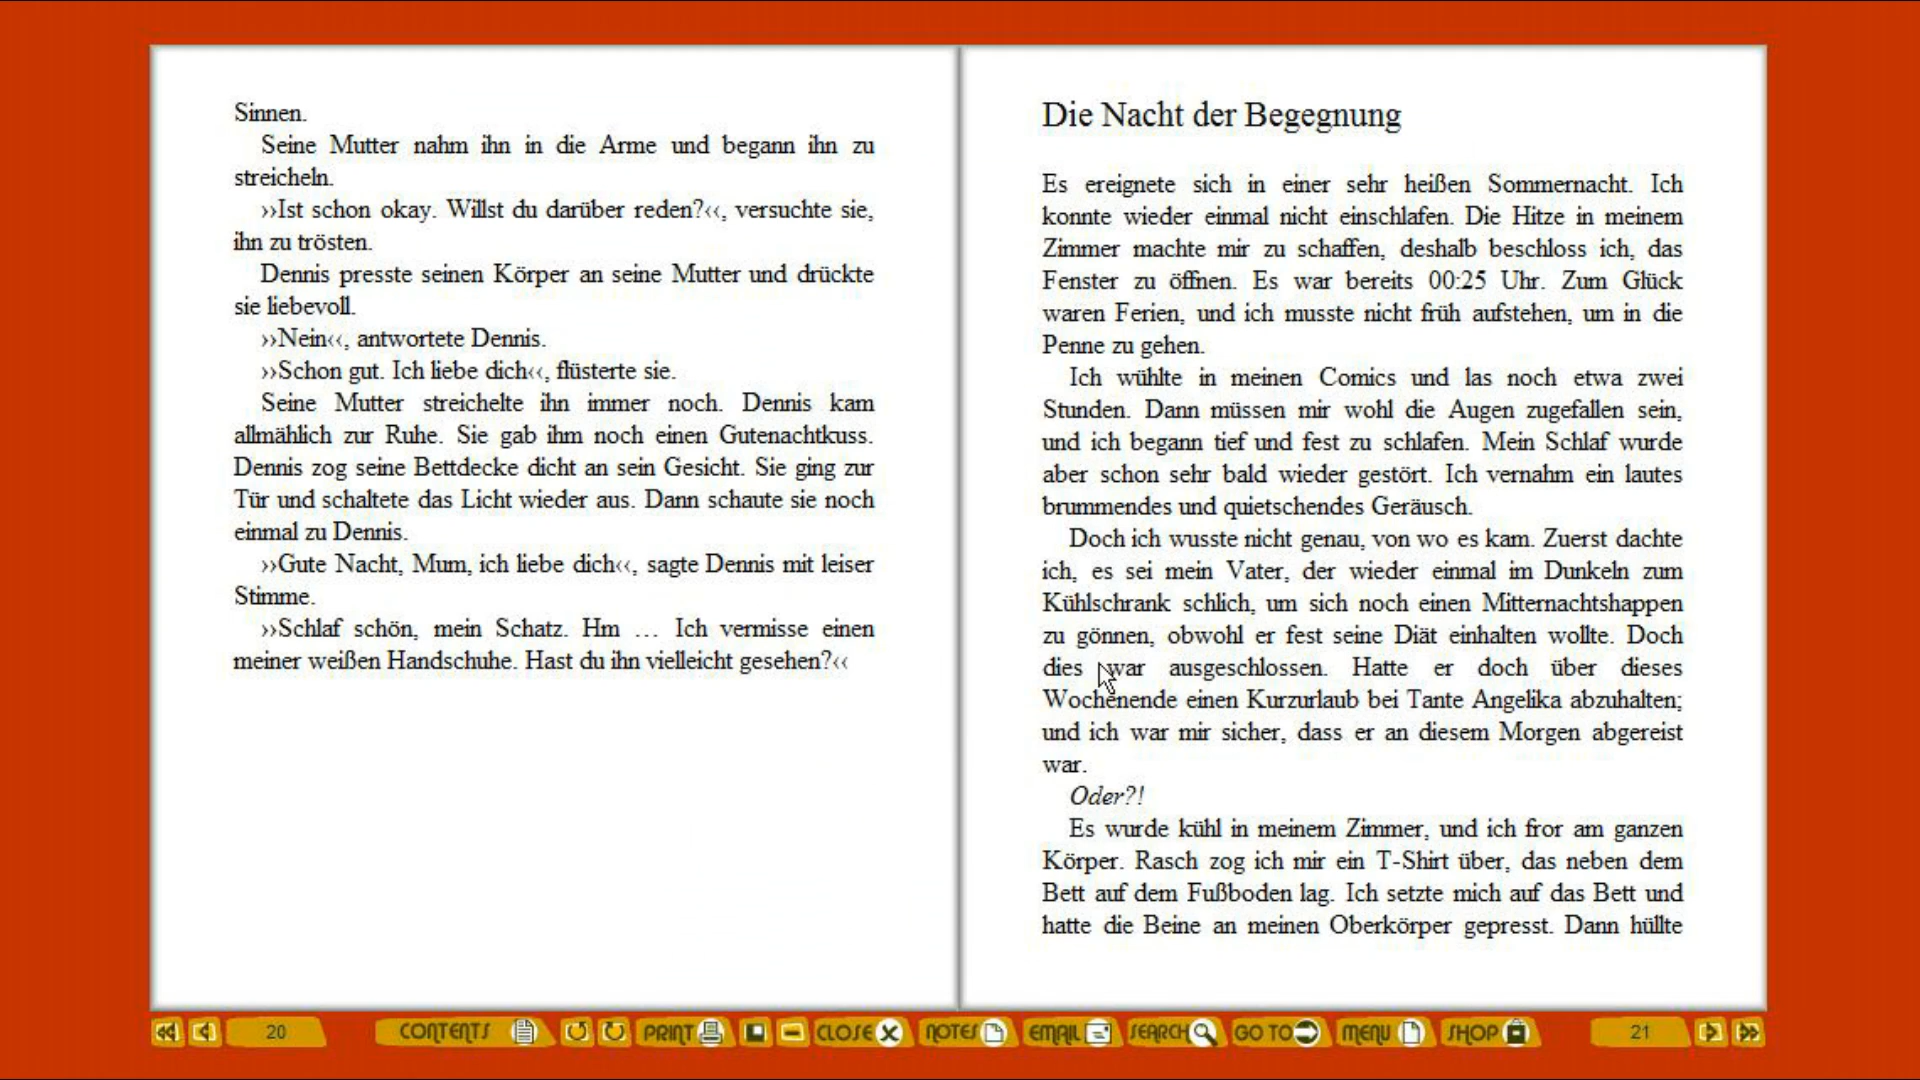 Sinnen.
Seine Mutter nahm ihn in die Arme und begann ihn zu
streicheln.
››Ist schon okay. Willst du darüber reden?‹‹, versuchte sie,
ihn zu trösten.
Dennis presste seinen Körper an seine Mutter und drückte
sie liebevoll.
››Nein‹‹, antwortete Dennis.
››Schon gut. Ich liebe dich‹‹, flüsterte sie.
Seine Mutter streichelte ihn immer noch. Dennis kam
allmählich zur Ruhe. Sie gab ihm noch einen Gutenachtkuss.
Dennis zog seine Bettdecke dicht an sein Gesicht. Sie ging zur
Tür und schaltete das Licht wieder aus. Dann schaute sie noch
einmal zu Dennis.
››Gute Nacht, Mum, ich liebe dich‹‹, sagte Dennis mit leiser
Stimme.
››Schlaf schön, mein Schatz. Hm … Ich vermisse einen
meiner weißen Handschuhe. Hast du ihn vielleicht gesehen?‹‹
Die Nacht der Begegnung
Es ereignete sich in einer sehr heißen Sommernacht. Ich
konnte wieder einmal nicht einschlafen. Die Hitze in meinem
Zimmer machte mir zu schaffen, deshalb beschloss ich, das
Fenster zu öffnen. Es war bereits 00:25 Uhr. Zum Glück
waren Ferien, und ich musste nicht früh aufstehen, um in die
Penne zu gehen.
Ich wühlte in meinen Comics und las noch etwa zwei
Stunden. Dann müssen mir wohl die Augen zugefallen sein,
und ich begann tief und fest zu schlafen. Mein Schlaf wurde
aber schon sehr bald wieder gestört. Ich vernahm ein lautes
brummendes und quietschendes Geräusch.
Doch ich wusste nicht genau, von wo es kam. Zuerst dachte
ich, es sei mein Vater, der wieder einmal im Dunkeln zum
Kühlschrank schlich, um sich noch einen Mitternachtshappen
zu gönnen, obwohl er fest seine Diät einhalten wollte. Doch
dies war ausgeschlossen. Hatte er doch über dieses
Wochenende einen Kurzurlaub bei Tante Angelika abzuhalten;
und ich war mir sicher, dass er an diesem Morgen abgereist
war.
Oder?!
Es wurde kühl in meinem Zimmer, und ich fror am ganzen
Körper. Rasch zog ich mir ein T-Shirt über, das neben dem
Bett auf dem Fußboden lag. Ich setzte mich auf das Bett und
hatte die Beine an meinen Oberkörper gepresst. Dann hüllte
20 CONTENTS PRINT CLOSE NOTES EMAIL SEARCH GO TO MENU SHOP 21